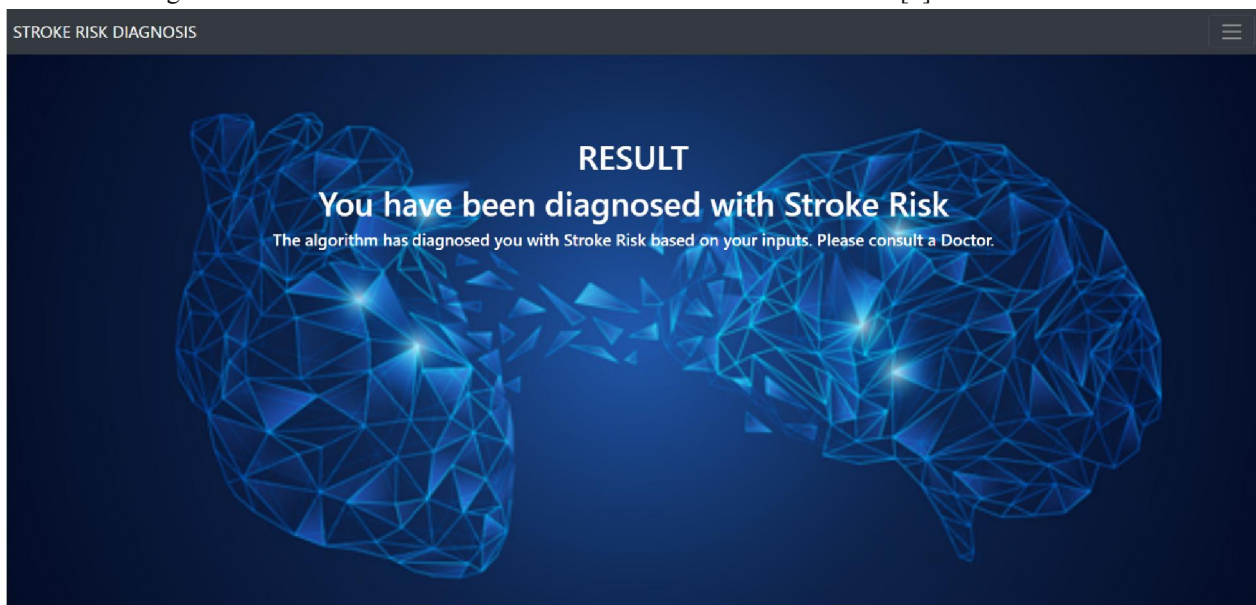 STROKE RISK DIAGNOSIS
RESULT
You have been diagnosed with Stroke Risk
The algorithm has diagnosed you with Stroke Risk based on your inputs. Please consult a Doctor.